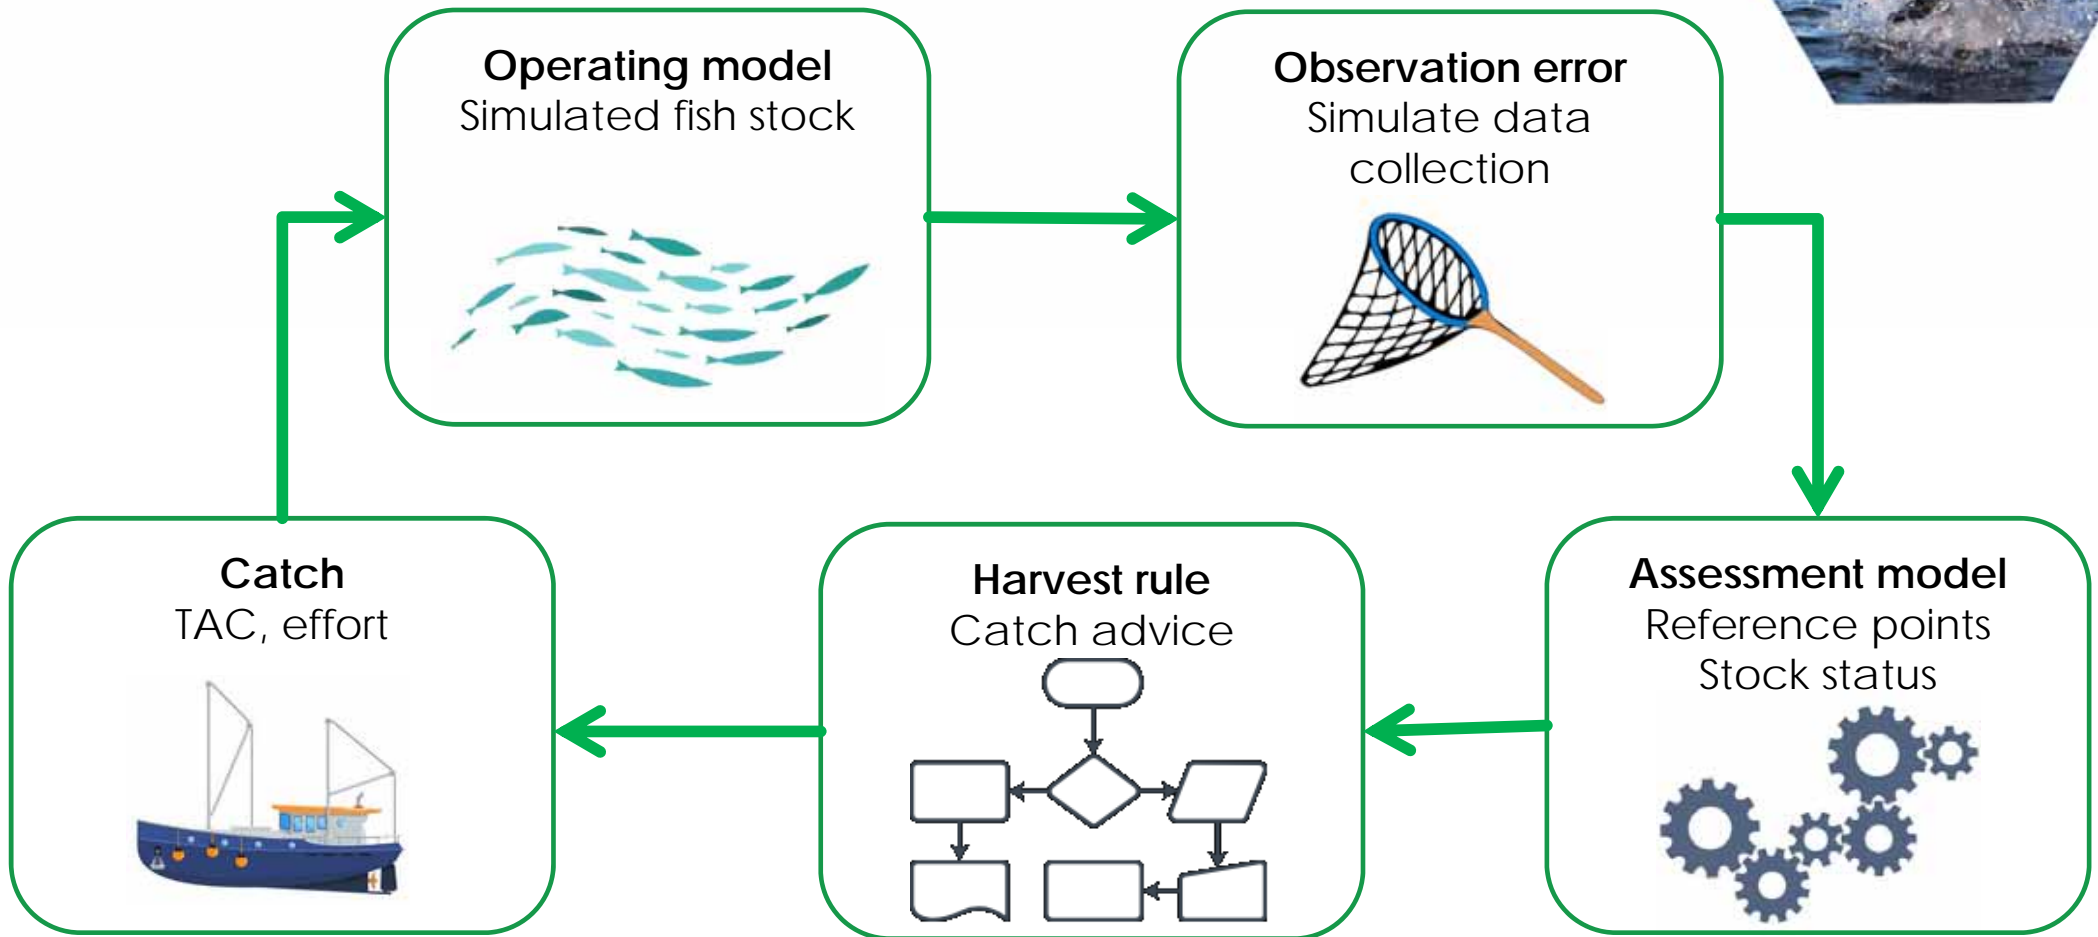 Operating model
Simulated fish stock
Observation error
Simulate data
collection
Catch
TAC, effort
Harvest rule
Catch advice
Assessment model
Reference points
Stock status